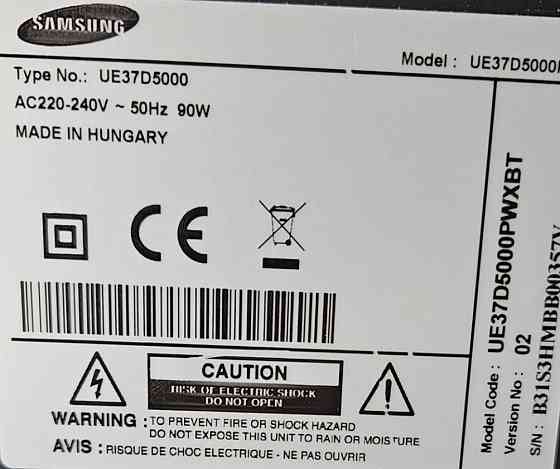 SAMSUNG
Model : UE37D5000
Type No.: UE37D5000
AC220-240V ~ 50Hz 90W
MADE IN HUNGARY
CE
CAUTION
RISK OF ELECTRIC SHOCK
DO NOT OPEN
WARNING : TO PREVENT FIRE OR SHOCK HAZARD
DO NOT EXPOSE THIS UNIT TO RAIN OR MOISTURE
AVIS : RISQUE DE CHOC ELECTRIQUE - NE PAS OUVRIR
Model Code : UE37D5000PWXBT
Version No : 02
S/N : B31S3HMBB00357V